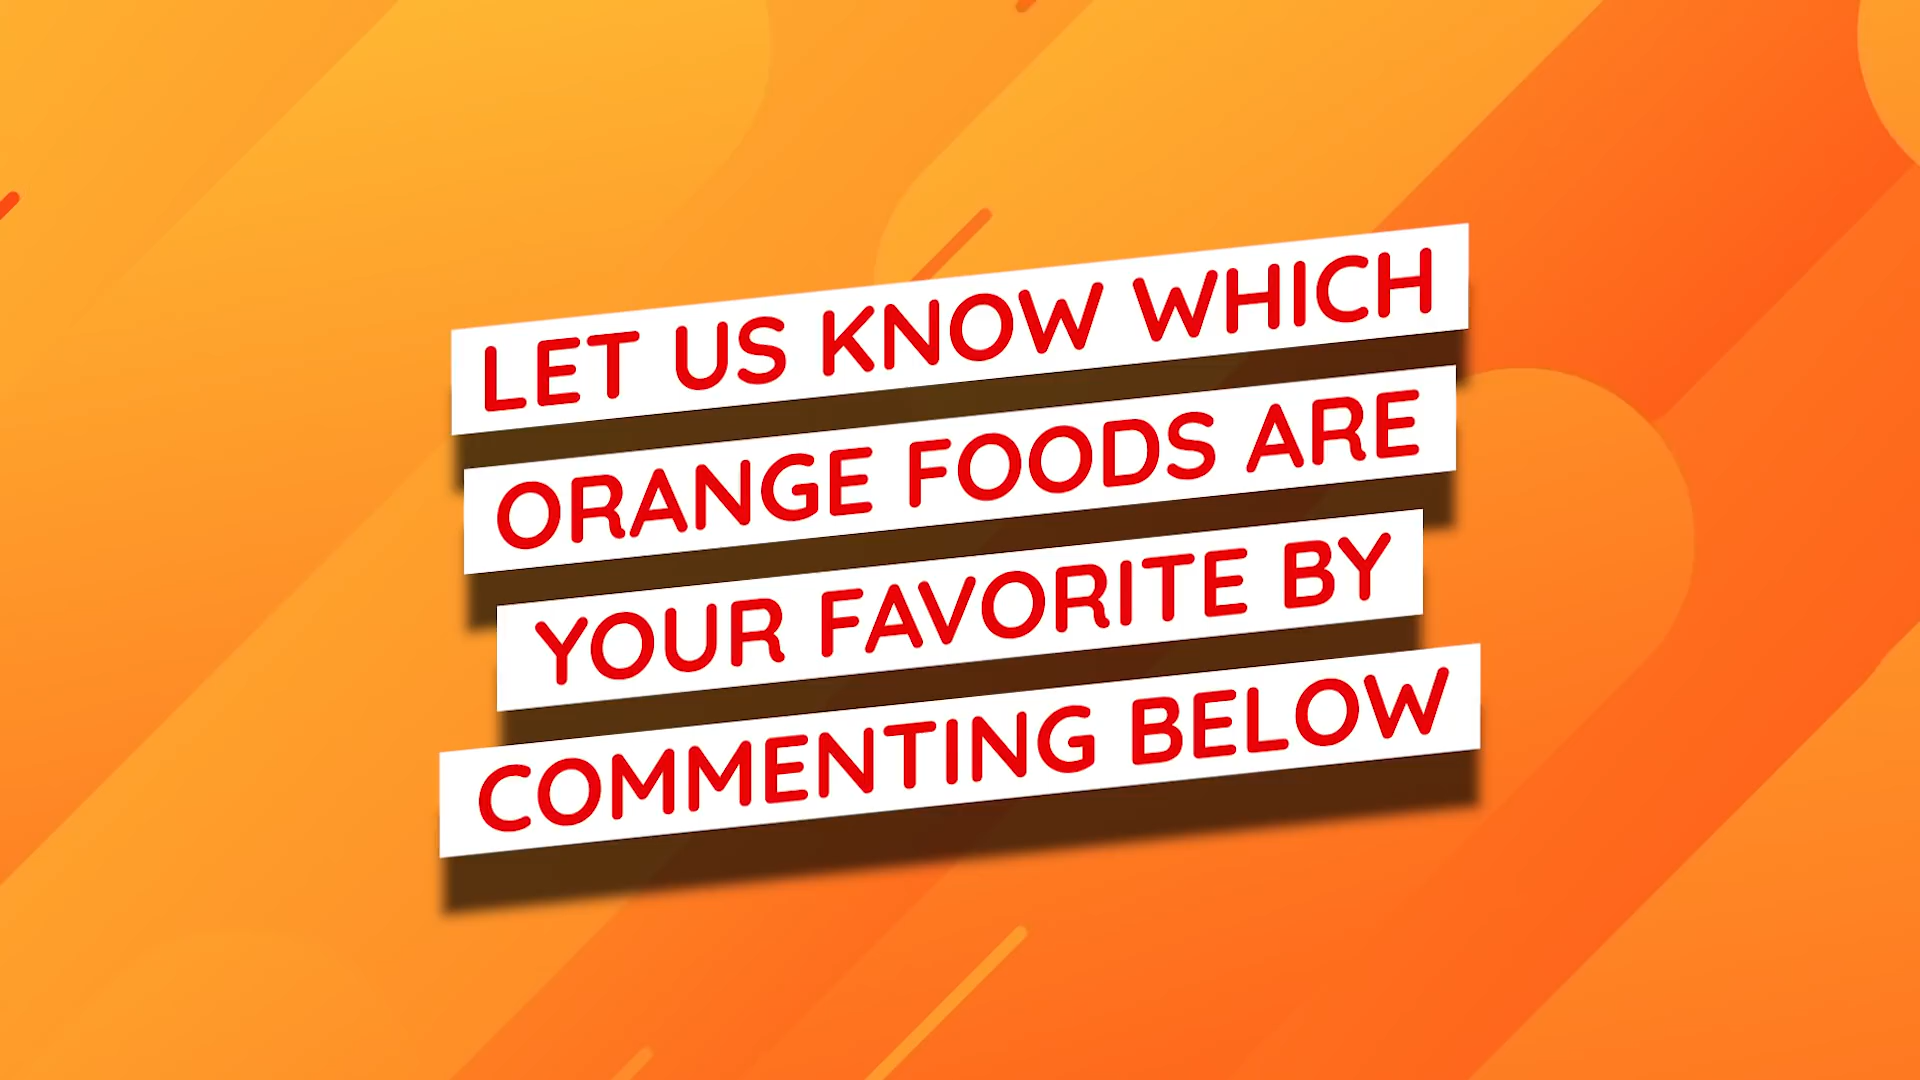 LET US KNOW WHICH
ORANGE FOODS ARE
YOUR FAVORITE BY
COMMENTING BELOW